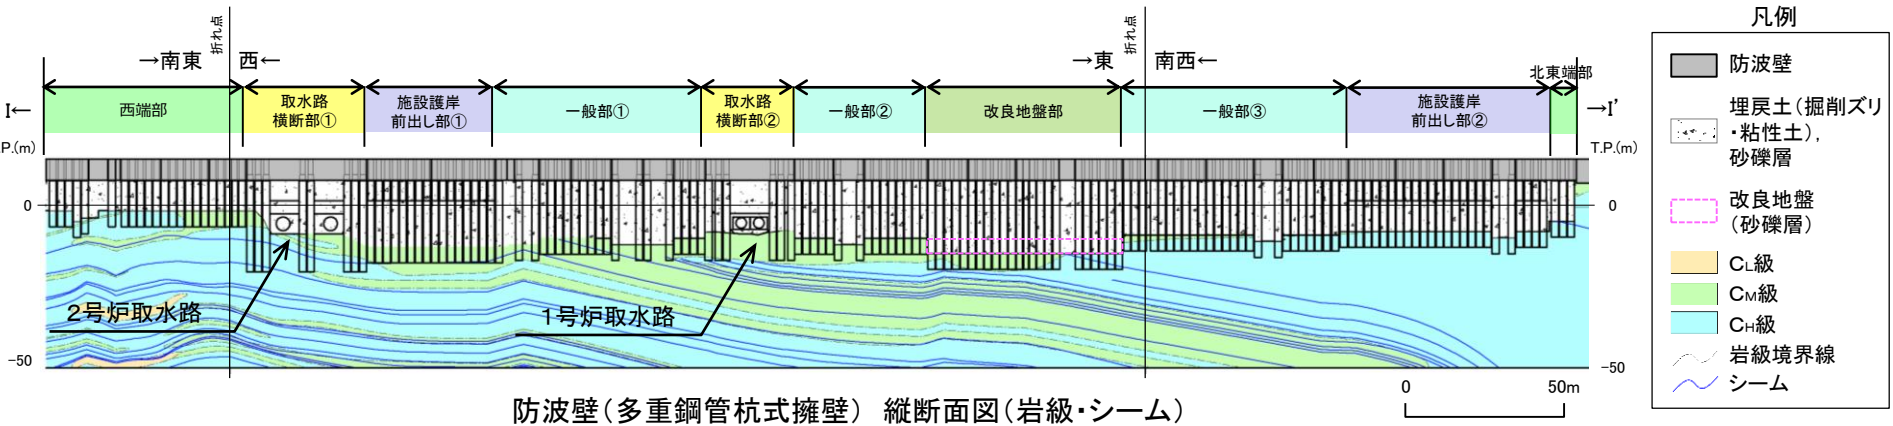 凡例
折れ点
折れ点
→南東
西←
→東
南西←
北東端部
防波壁
I←
西端部
取水路
横断部①
施設護岸
前出し部①
一般部①
取水路
横断部②
一般部②
改良地盤部
一般部③
施設護岸
前出し部②
→I'
埋戻土(掘削ズリ
・粘性土),
砂礫層
.P.(m)
T.P.(m)
0
0
改良地盤
(砂礫層)
CL級
CM級
CH級
2号炉取水路
1号炉取水路
岩級境界線
シーム
-50
-50
0
50m
防波壁(多重鋼管杭式擁壁) 縦断面図(岩級・シーム)